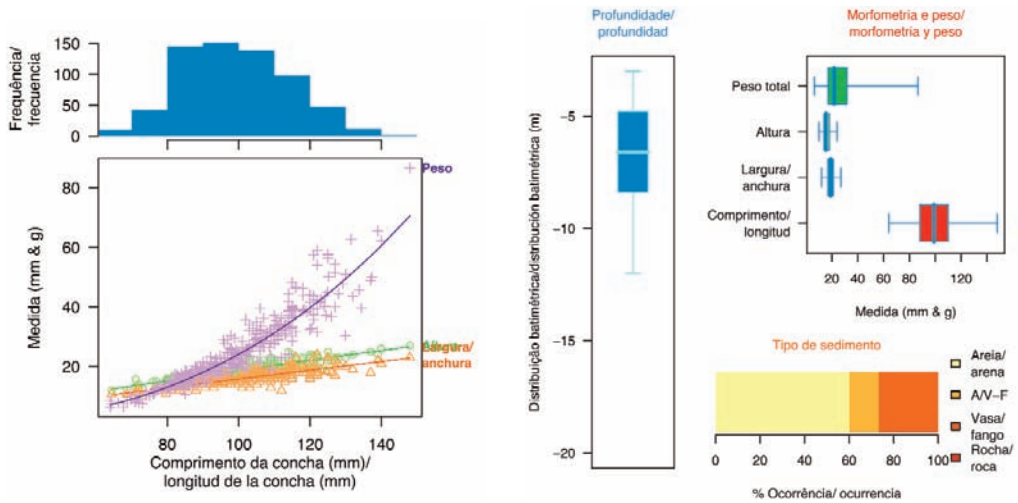 Frequência/
frecuencia
150
100
50
0
Medida (mm & g)
80
60
40
20
Peso
Largura/
anchura
80 100 120 140
Comprimento da concha (mm)/
longitud de la concha (mm)
Profundidade/
profundidad
Distribuição batimétrica/distribución batimétrica (m)
−5
−10
−15
−20
Morfometria e peso/
morfometria y peso
Peso total
Altura
Largura/
anchura
Comprimento/
longitud
20 40 60 80 120
Medida (mm & g)
Tipo de sedimento
Areia/
arena
A/V−F
Vasa/
fango
Rocha/
roca
0 20 40 60 80 100
% Ocorrência/ ocurrencia